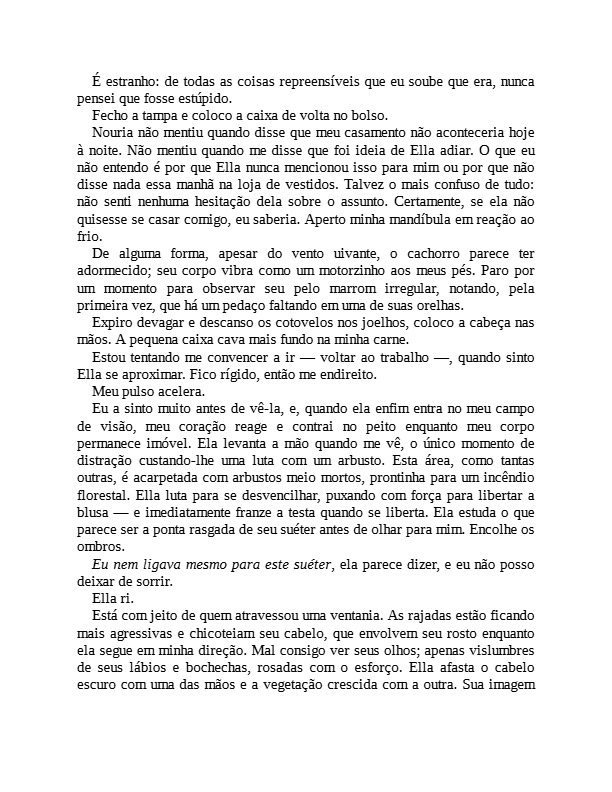 É estranho: de todas as coisas repreensíveis que eu soube que era, nunca
pensei que fosse estúpido.
Fecho a tampa e coloco a caixa de volta no bolso.
Nouria não mentiu quando disse que meu casamento não aconteceria hoje
à noite. Não mentiu quando me disse que foi ideia de Ella adiar. O que eu
não entendo é por que Ella nunca mencionou isso para mim ou por que não
disse nada essa manhã na loja de vestidos. Talvez o mais confuso de tudo:
não senti nenhuma hesitação dela sobre o assunto. Certamente, se ela não
quisesse se casar comigo, eu saberia. Aperto minha mandíbula em reação ao
frio.
De alguma forma, apesar do vento uivante, o cachorro parece ter
adormecido; seu corpo vibra como um motorzinho aos meus pés. Paro por
um momento para observar seu pelo marrom irregular, notando, pela
primeira vez, que há um pedaço faltando em uma de suas orelhas.
Expiro devagar e descanso os cotovelos nos joelhos, coloco a cabeça nas
mãos. A pequena caixa cava mais fundo na minha carne.
Estou tentando me convencer a ir — voltar ao trabalho —, quando sinto
Ella se aproximar. Fico rígido, então me endireito.
Meu pulso acelera.
Eu a sinto muito antes de vê-la, e, quando ela enfim entra no meu campo
de visão, meu coração reage e contrai no peito enquanto meu corpo
permanece imóvel. Ela levanta a mão quando me vê, o único momento de
distração custando-lhe uma luta com um arbusto. Esta área, como tantas
outras, é acarpetada com arbustos meio mortos, prontinha para um incêndio
florestal. Ella luta para se desvencilhar, puxando com força para libertar a
blusa — e imediatamente franze a testa quando se liberta. Ela estuda o que
parece ser a ponta rasgada de seu suéter antes de olhar para mim. Encolhe os
ombros.
Eu nem ligava mesmo para este suéter, ela parece dizer, e eu não posso
deixar de sorrir.
Ella ri.
Está com jeito de quem atravessou uma ventania. As rajadas estão ficando
mais agressivas e chicoteiam seu cabelo, que envolvem seu rosto enquanto
ela segue em minha direção. Mal consigo ver seus olhos; apenas vislumbres
de seus lábios e bochechas, rosadas com o esforço. Ella afasta o cabelo
escuro com uma das mãos e a vegetação crescida com a outra. Sua imagem